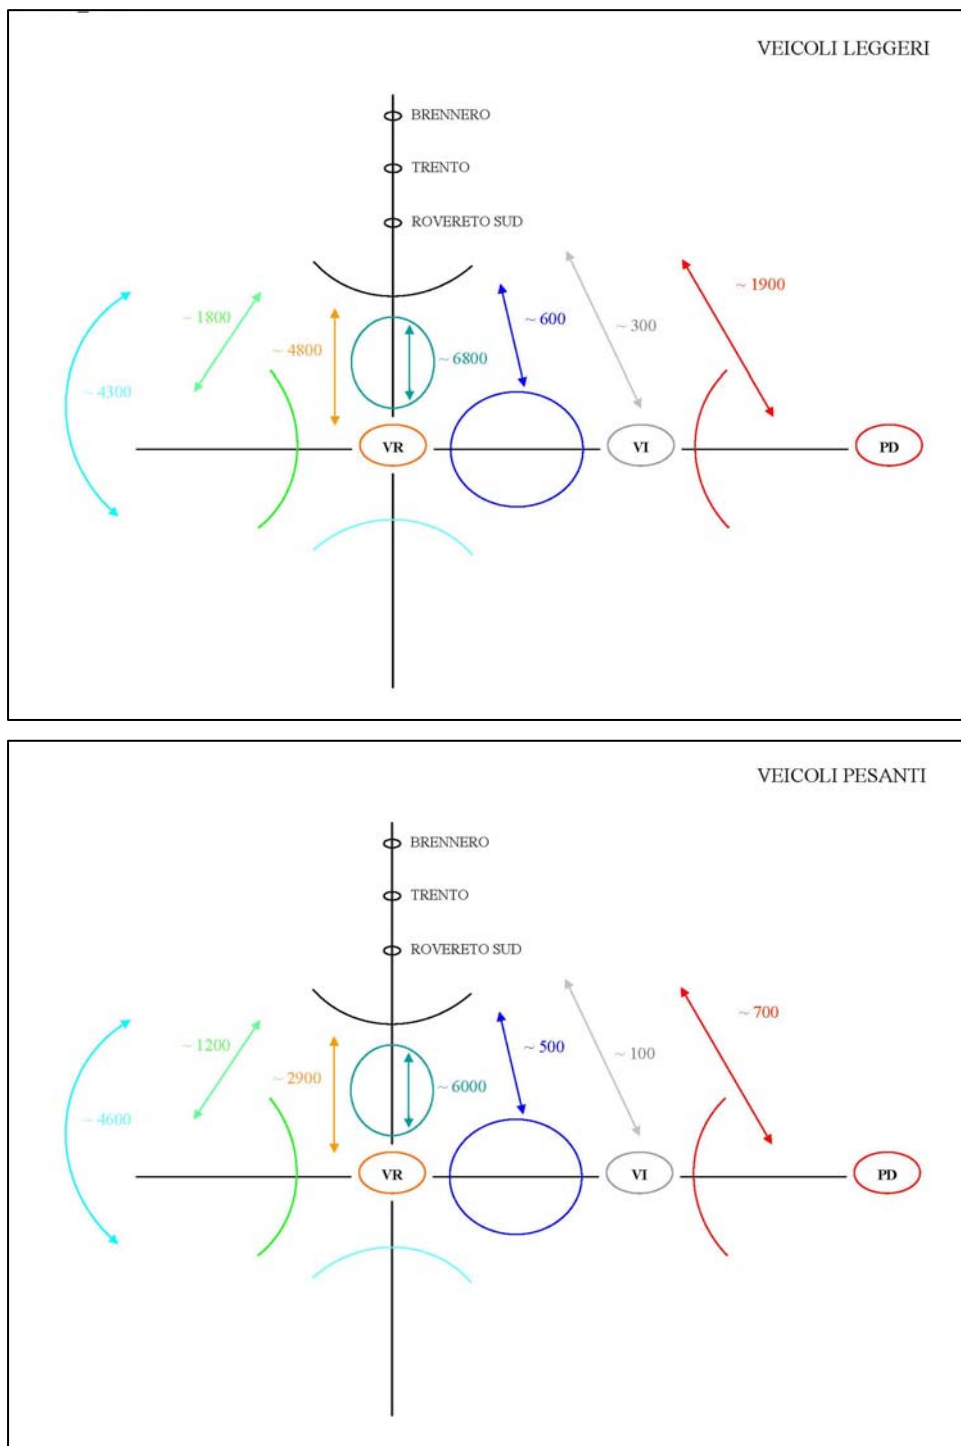 VEICOLI LEGGERI
BRENNERO
TRENTO
ROVERETO SUD
~ 1900
~ 1800
~ 600
~ 300
~ 4800
~ 6800
~ 4300
VR
VI
PD
VEICOLI PESANTI
BRENNERO
TRENTO
ROVERETO SUD
~ 700
~ 1200
~ 500
~ 100
~ 2900
~ 6000
~ 4600
VR
VI
PD